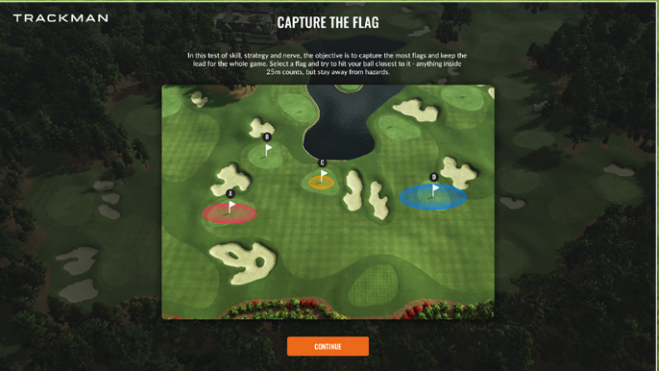 TRACKMAN
CAPTURE THE FLAG
In this test of skill, strategy and nerve, the objective is to capture the most flags and keep the
lead for the whole game. Select a flag and try to hit your ball closest to it - anything inside
25m counts, but stay away from hazards.
B
C
D
A
CONTINUE